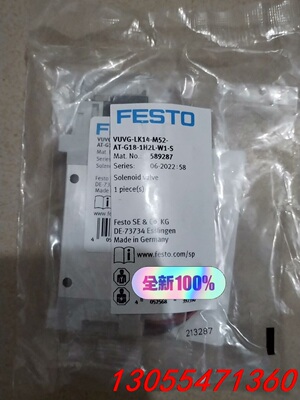 FESTO
VUVG-LK14-M52-
AT-G18-1H2L-W1-S
Mat. No.: 589287
Series: 06-2022:58
Solenoid valve
1 piece(s)
Festo SE & Co. KG
DE-73734 Esslingen
Made in Germany
www.festo.com/sp
全新100%
213287
13055471360